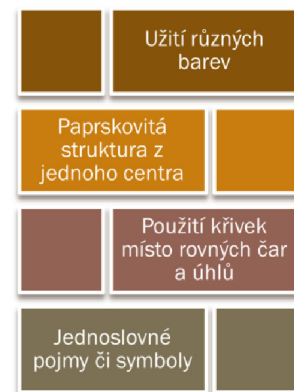 Užití různých
barev
Paprskovitá
struktura z
jednoho centra
Použití křivek
místo rovných čar
a úhlů
Jednoslovné
pojmy či symboly